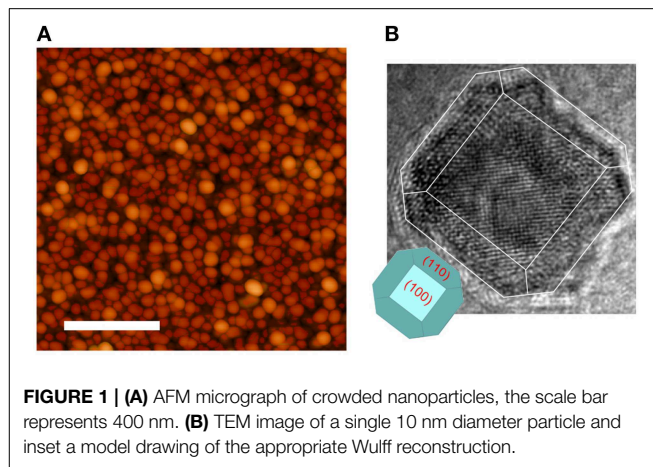 A
B
(110)
(100)
FIGURE 1 | (A) AFM micrograph of crowded nanoparticles, the scale bar
represents 400 nm. (B) TEM image of a single 10 nm diameter particle and
inset a model drawing of the appropriate Wulff reconstruction.